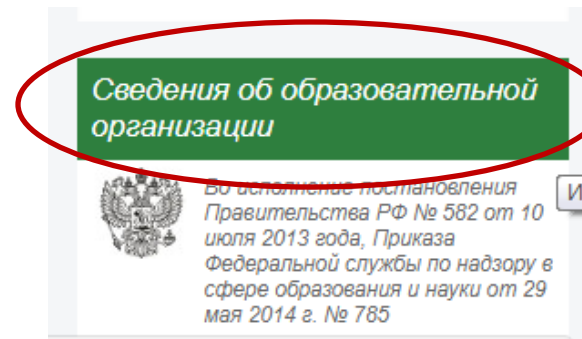 Сведения об образовательной
организации
Во исполнение постановления
Правительства РФ № 582 от 10
июля 2013 года, Приказа
Федеральной службы по надзору в
сфере образования и науки от 29
мая 2014 г. № 785